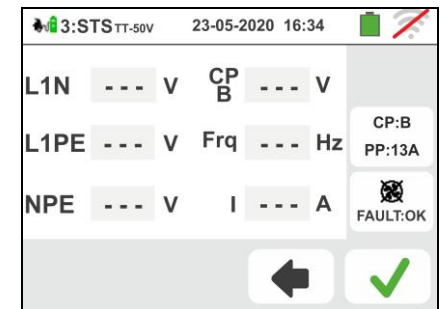 3:STS TT-50V 23-05-2020 16:34
L1N --- V CP B --- V
L1PE --- V Frq --- Hz
NPE --- V I --- A
CP:B
PP:13A
FAULT:OK